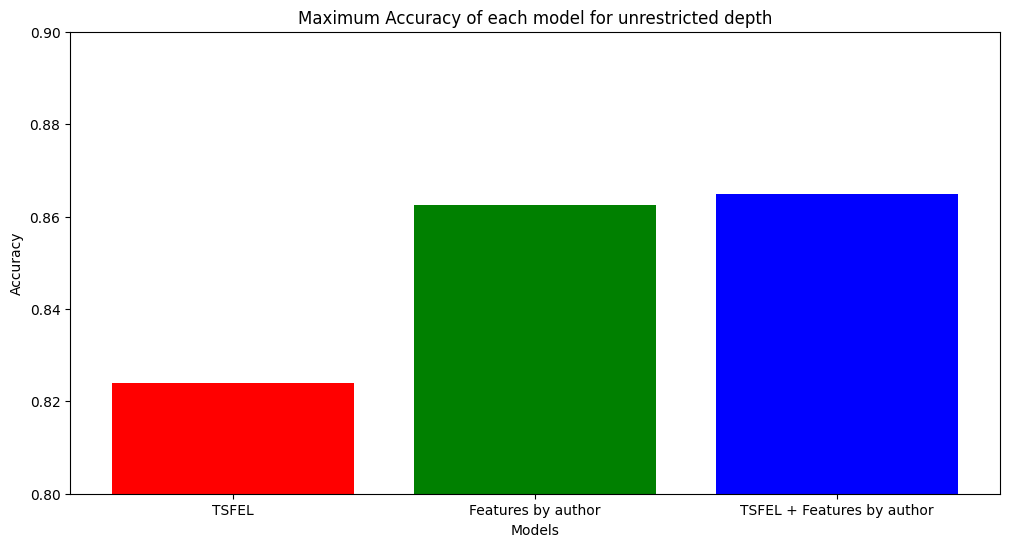 Maximum Accuracy of each model for unrestricted depth
0.90
0.88
0.86
0.84
0.82
0.80
Accuracy
TSFEL
Features by author
TSFEL + Features by author
Models